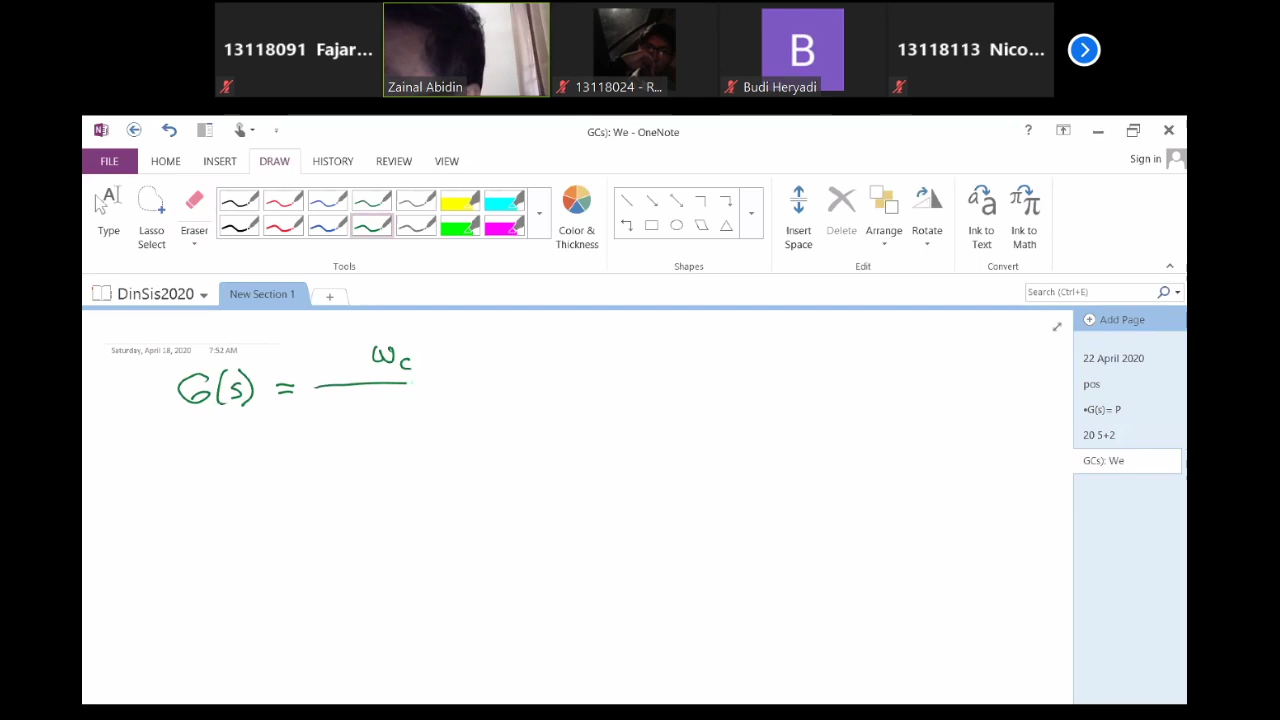 13118091 Fajar...
Zainal Abidin
13118024 - R...
B
Budi Heryadi
13118113 Nico...
GCs): We - OneNote
?
FILE HOME INSERT DRAW HISTORY REVIEW VIEW
Sign in
Type
Lasso Select
Eraser
Color & Thickness
Insert Space
Delete
Arrange
Rotate
Ink to Text
Ink to Math
Tools
Shapes
Edit
Convert
DinSis2020
New Section 1
Search (Ctrl+E)
Add Page
Saturday, April 18, 2020 7:52 AM
22 April 2020
pos
•G(s)= P
20 5+2
GCs): We
ωc
G(s) =